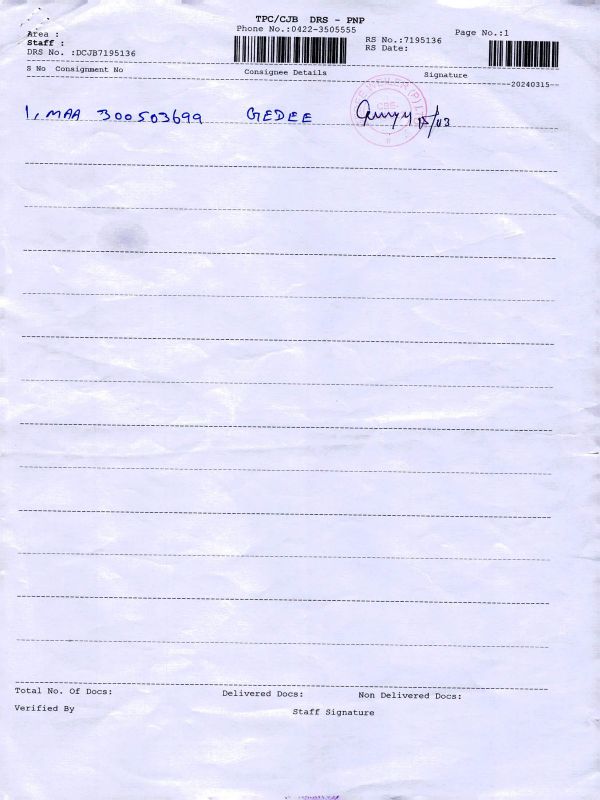 TPC/CJB DRS - PNP
Area :
Phone No.:0422-3505555
Page No.:1
Staff :
RS No.:7195136
DRS No. :DCJB7195136
RS Date:
S No Consignment No Consignee Details Signature
20240315
1, MAA 300503699 GEDEE
CBE-
Total No. Of Docs: Delivered Docs: Non Delivered Docs:
Verified By Staff Signature